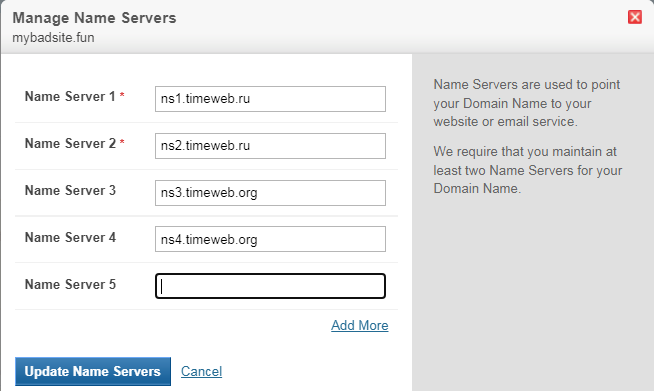 Manage Name Servers
mybadsite.fun
Name Server 1 * ns1.timeweb.ru
Name Server 2 * ns2.timeweb.ru
Name Server 3 ns3.timeweb.org
Name Server 4 ns4.timeweb.org
Name Server 5
Add More
Update Name Servers Cancel
Name Servers are used to point
your Domain Name to your
website or email service.
We require that you maintain at
least two Name Servers for your
Domain Name.